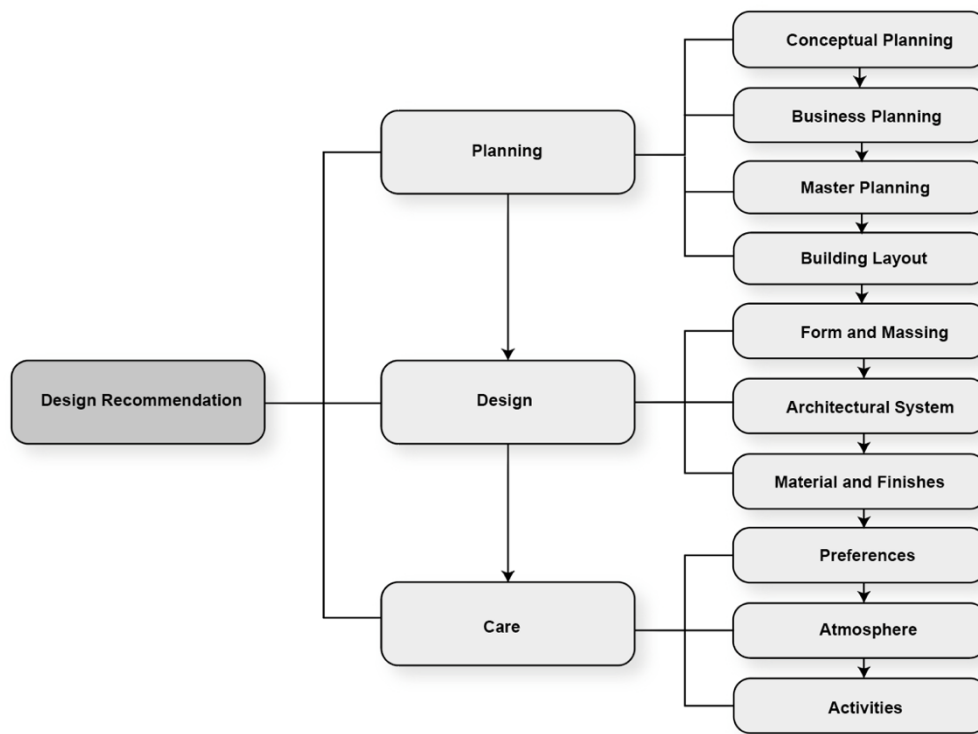 Design Recommendation
Planning
Design
Care
Conceptual Planning
Business Planning
Master Planning
Building Layout
Form and Massing
Architectural System
Material and Finishes
Preferences
Atmosphere
Activities